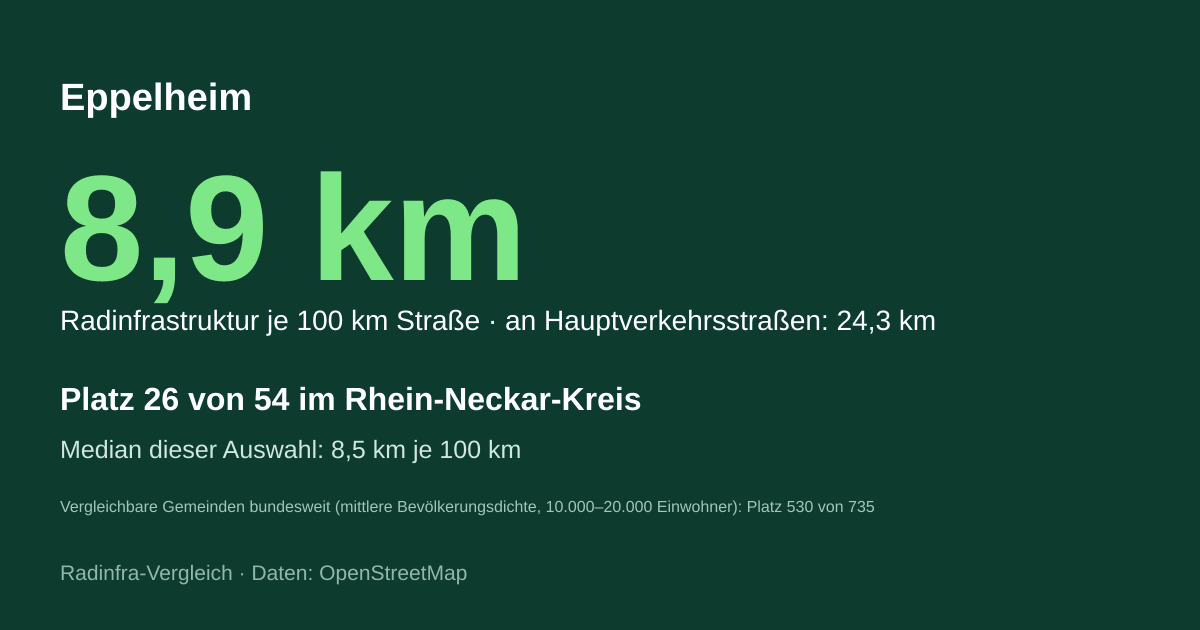 Eppelheim
8,9 km
Radinfrastruktur je 100 km Straße · an Hauptverkehrsstraßen: 24,3 km
Platz 26 von 54 im Rhein-Neckar-Kreis
Median dieser Auswahl: 8,5 km je 100 km
Vergleichbare Gemeinden bundesweit (mittlere Bevölkerungsdichte, 10.000–20.000 Einwohner): Platz 530 von 735
Radinfra-Vergleich · Daten: OpenStreetMap